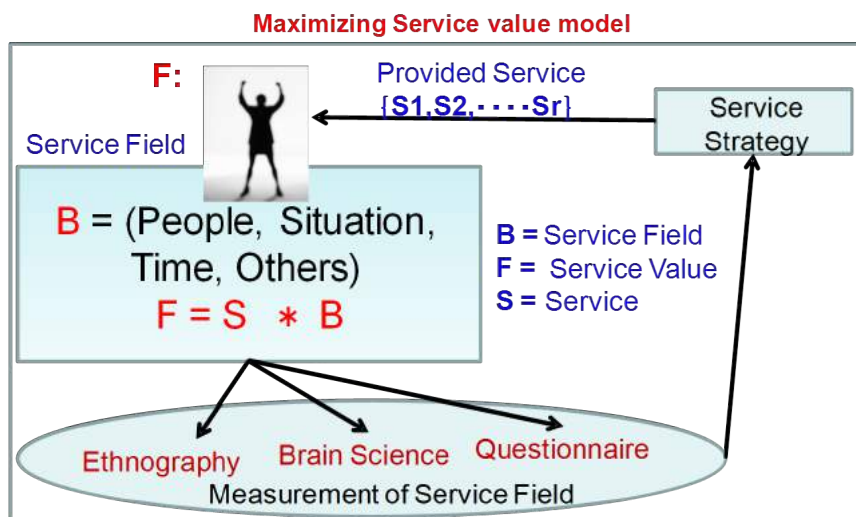 Maximizing Service value model
F:
Provided Service
{S1,S2,････Sr}
Service
Strategy
Service Field
B = (People, Situation,
Time, Others)
F = S * B
B = Service Field
F = Service Value
S = Service
Ethnography
Brain Science
Questionnaire
Measurement of Service Field